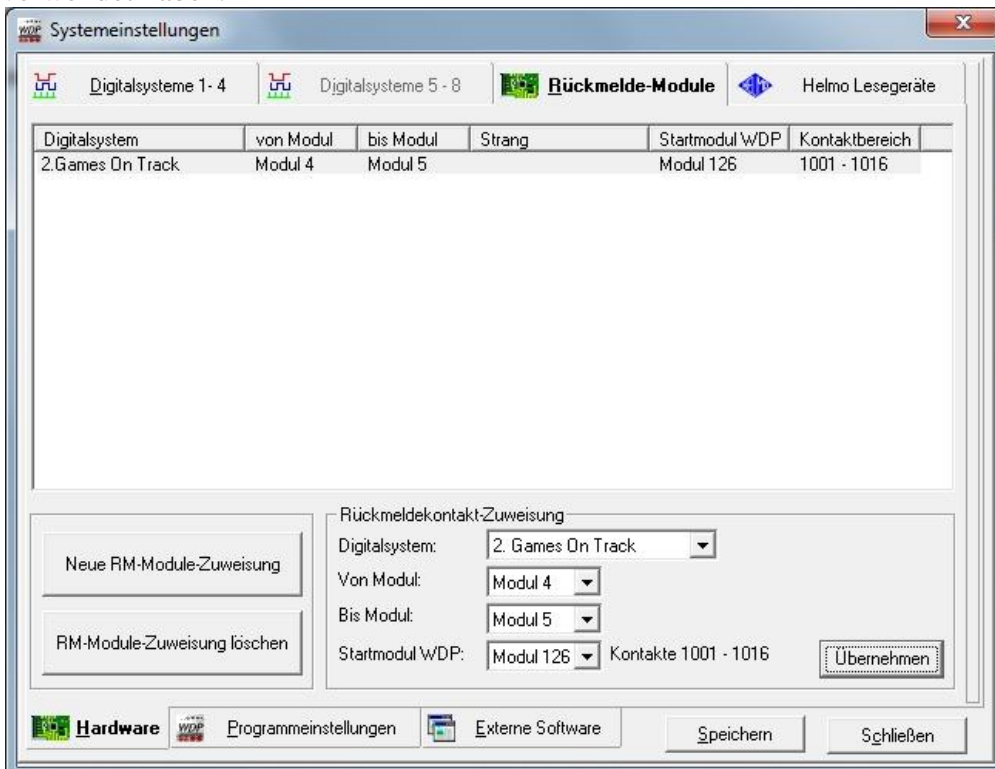 Systemeinstellungen
Digitalsysteme 1- 4 Digitalsysteme 5 - 8 Rückmelde-Module Helmo Lesegeräte
Digitalsystem von Modul bis Modul Strang Startmodul WDP Kontaktbereich
2.Games On Track Modul 4 Modul 5 Modul 126 1001 - 1016
Rückmeldekontakt-Zuweisung
Neue RM-Module-Zuweisung
RM-Module-Zuweisung löschen
Digitalsystem: 2. Games On Track
Von Modul: Modul 4
Bis Modul: Modul 5
Startmodul WDP: Modul 126 Kontakte 1001 - 1016 Übernehmen
Hardware WDP Programmeinstellungen Externe Software Speichern Schließen